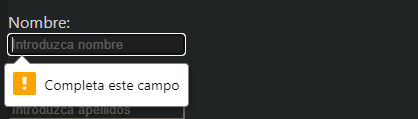 Nombre:
Introduzca nombre
Completa este campo
Introduzca apellidos